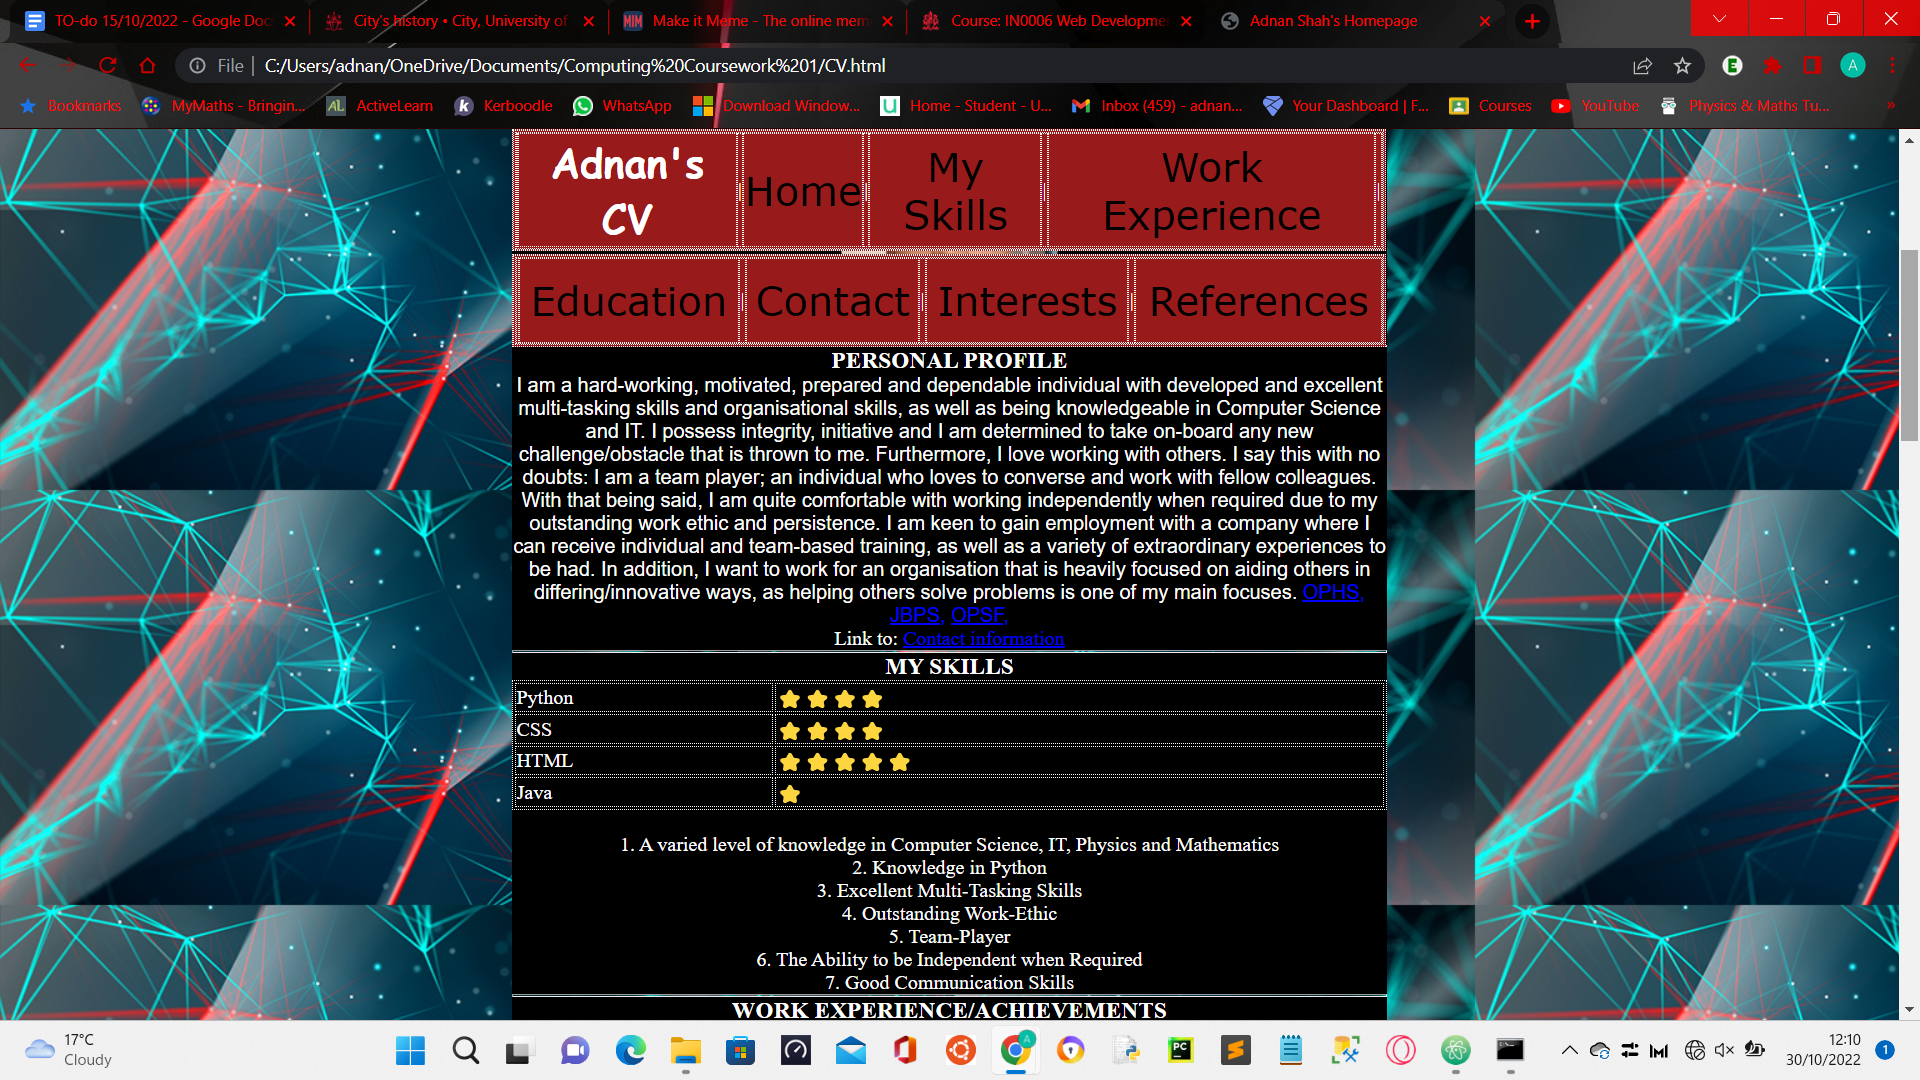 TO-do 15/10/2022 - Google Doc
City's history • City, University of
MIM Make it Meme - The online mem
Course: IN0006 Web Developme
Adnan Shah's Homepage
File | C:/Users/adnan/OneDrive/Documents/Computing%20Coursework%201/CV.html
E
A
Bookmarks
MyMaths - Bringin...
AL ActiveLearn
k Kerboodle
WhatsApp
Download Window...
U Home - Student - U...
Inbox (459) - adnan...
Your Dashboard | F...
Courses
YouTube
Physics & Maths Tu...
»
Adnan's
CV
Home
My
Skills
Work
Experience
Education
Contact
Interests
References
PERSONAL PROFILE
I am a hard-working, motivated, prepared and dependable individual with developed and excellent
multi-tasking skills and organisational skills, as well as being knowledgeable in Computer Science
and IT. I possess integrity, initiative and I am determined to take on-board any new
challenge/obstacle that is thrown to me. Furthermore, I love working with others. I say this with no
doubts: I am a team player; an individual who loves to converse and work with fellow colleagues.
With that being said, I am quite comfortable with working independently when required due to my
outstanding work ethic and persistence. I am keen to gain employment with a company where I
can receive individual and team-based training, as well as a variety of extraordinary experiences to
be had. In addition, I want to work for an organisation that is heavily focused on aiding others in
differing/innovative ways, as helping others solve problems is one of my main focuses. OPHS,
JBPS, OPSF,
Link to: Contact information
MY SKILLS
Python
CSS
HTML
Java
1. A varied level of knowledge in Computer Science, IT, Physics and Mathematics
2. Knowledge in Python
3. Excellent Multi-Tasking Skills
4. Outstanding Work-Ethic
5. Team-Player
6. The Ability to be Independent when Required
7. Good Communication Skills
WORK EXPERIENCE/ACHIEVEMENTS
17°C
Cloudy
A
PC
12:10
30/10/2022
1